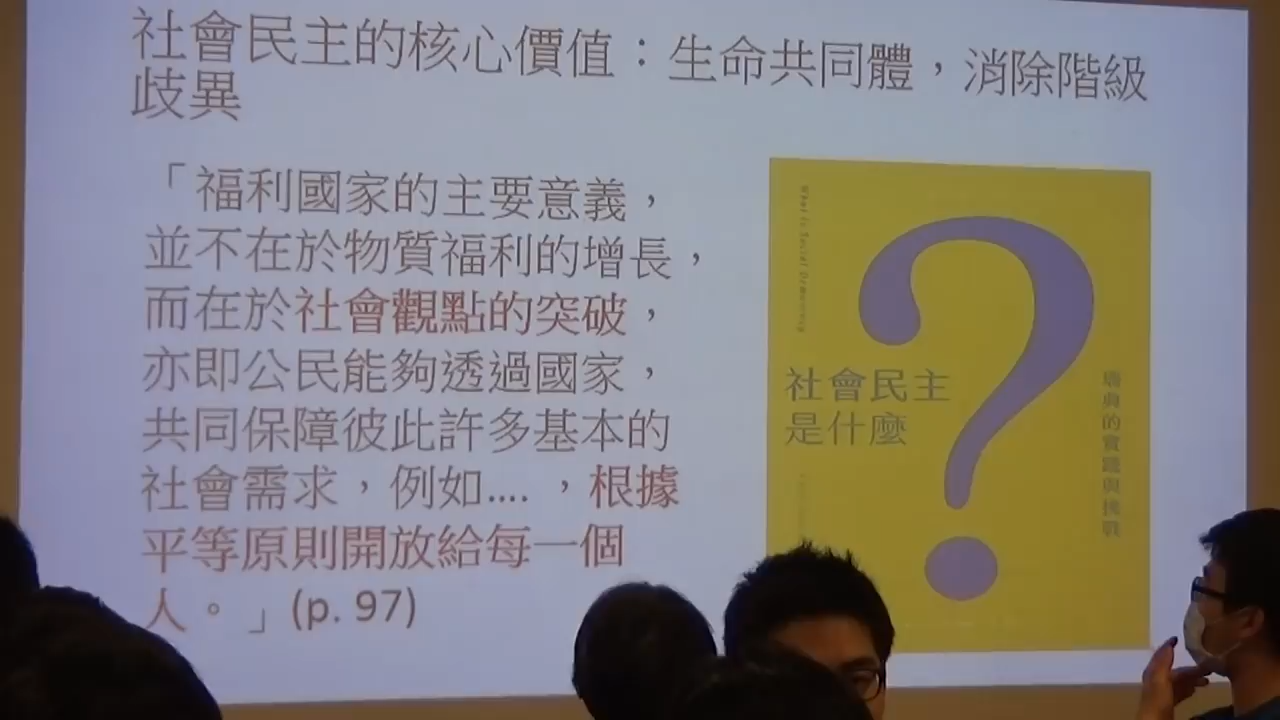 社會民主的核心價值：生命共同體，消除階級
歧異
「福利國家的主要意義，
並不在於物質福利的增長，
而在於社會觀點的突破，
亦即公民能夠透過國家，
共同保障彼此許多基本的
社會需求，例如....，根據
平等原則開放給每一個
人。」(p. 97)
What is Social Democracy
社會民主
是什麼
瑞典的實踐與挑戰